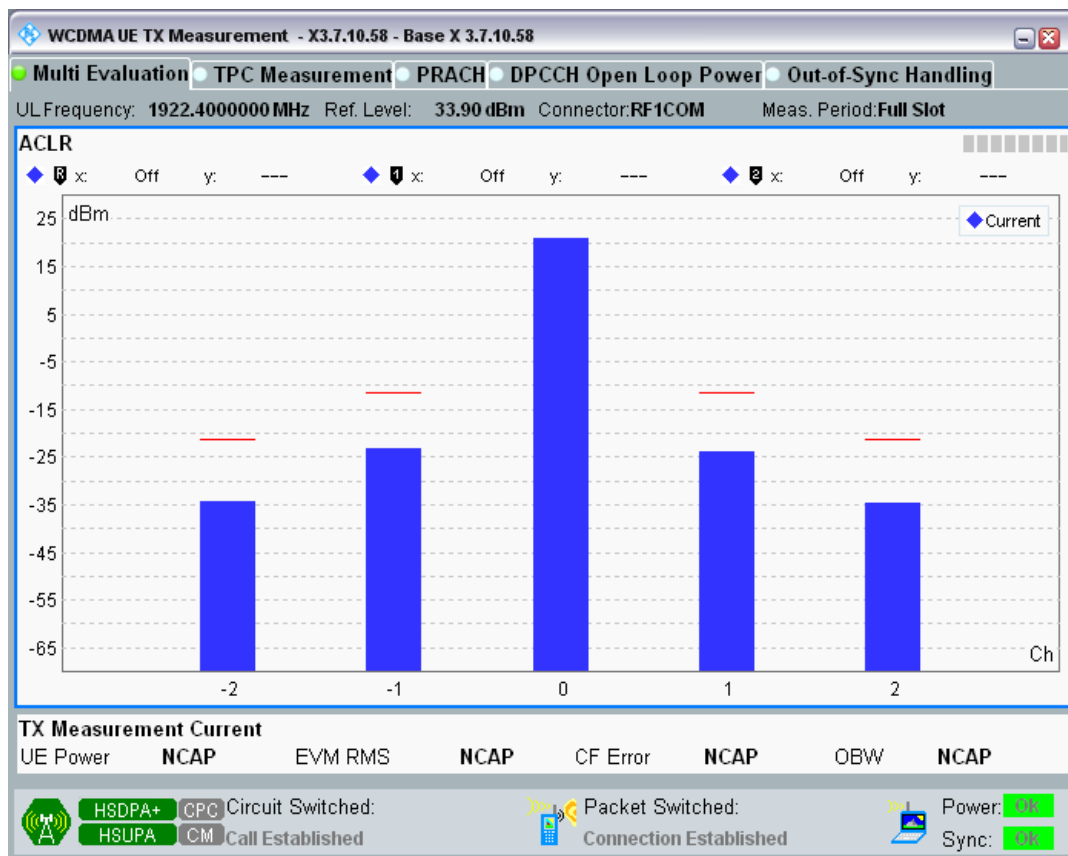 WCDMA UE TX Measurement - X3.7.10.58 - Base X 3.7.10.58
Multi Evaluation TPC Measurement PRACH DPCCH Open Loop Power Out-of-Sync Handling
UL Frequency: 1922.4000000 MHz Ref. Level: 33.90 dBm Connector:RF1COM Meas. Period:Full Slot
ACLR
R x: Off y: --- 1 x: Off y: --- 2 x: Off y: ---
dBm
Current
25
15
5
-5
-15
-25
-35
-45
-55
-65
Ch
-2 -1 0 1 2
TX Measurement Current
UE Power NCAP EVM RMS NCAP CF Error NCAP OBW NCAP
HSDPA+ CPC Circuit Switched: Packet Switched: Power: OK
HSUPA CM Call Established Connection Established Sync: OK